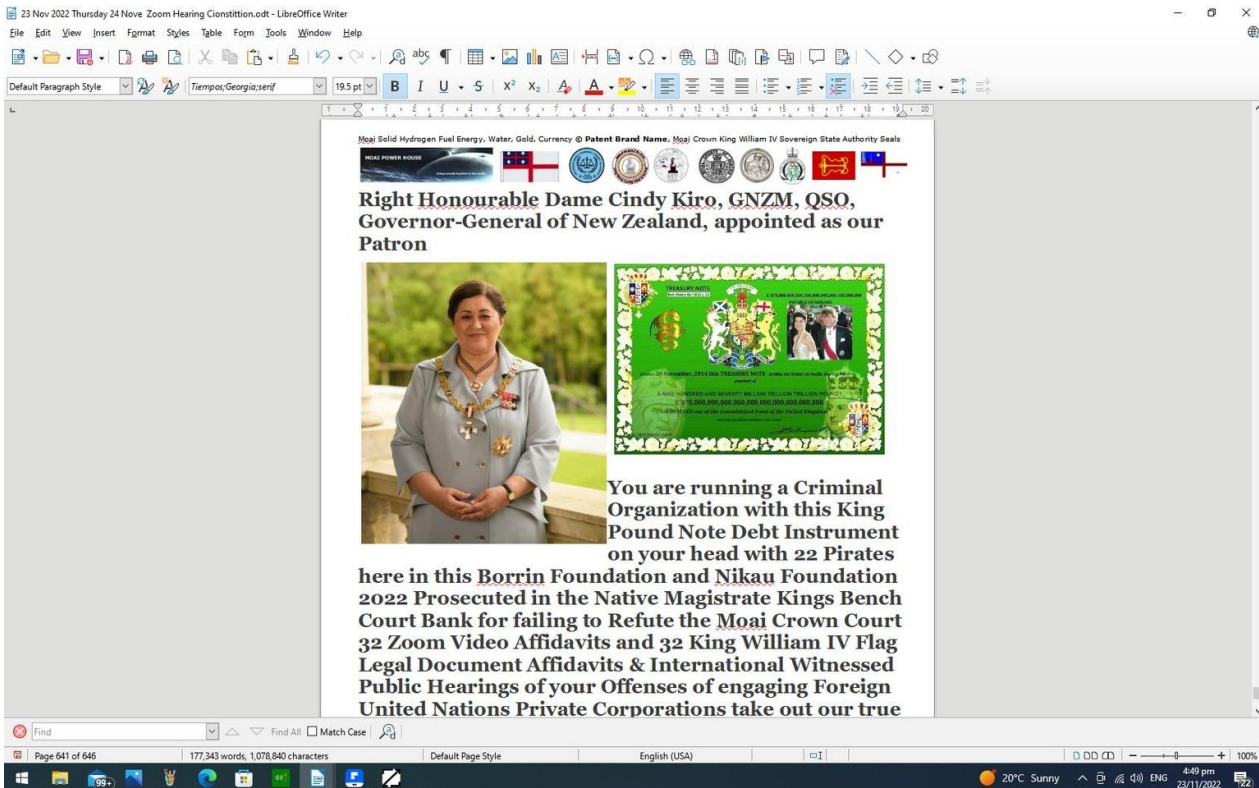 23 Nov 2022 Thursday 24 Nove Zoom Hearing Cionstittion.odt - LibreOffice Writer
File Edit View Insert Format Styles Table Form Tools Window Help
Default Paragraph Style Tiempos;Georgia;serif 19.5 pt
Moai Solid Hydrogen Fuel Energy, Water, Gold, Currency © Patent Brand Name, Moai Crown King William IV Sovereign State Authority Seals
MOAI POWER HOUSE
Right Honourable Dame Cindy Kiro, GNZM, QSO,
Governor-General of New Zealand, appointed as our
Patron
TREASURY NOTE
You are running a Criminal
Organization with this King
Pound Note Debt Instrument
on your head with 22 Pirates
here in this Borrin Foundation and Nikau Foundation
2022 Prosecuted in the Native Magistrate Kings Bench
Court Bank for failing to Refute the Moai Crown Court
32 Zoom Video Affidavits and 32 King William IV Flag
Legal Document Affidavits & International Witnessed
Public Hearings of your Offenses of engaging Foreign
United Nations Private Corporations take out our true
Find Find All Match Case
Page 641 of 646 177,343 words, 1,078,840 characters Default Page Style English (USA) 100%
99+ 20°C Sunny ENG 4:49 pm
23/11/2022 22